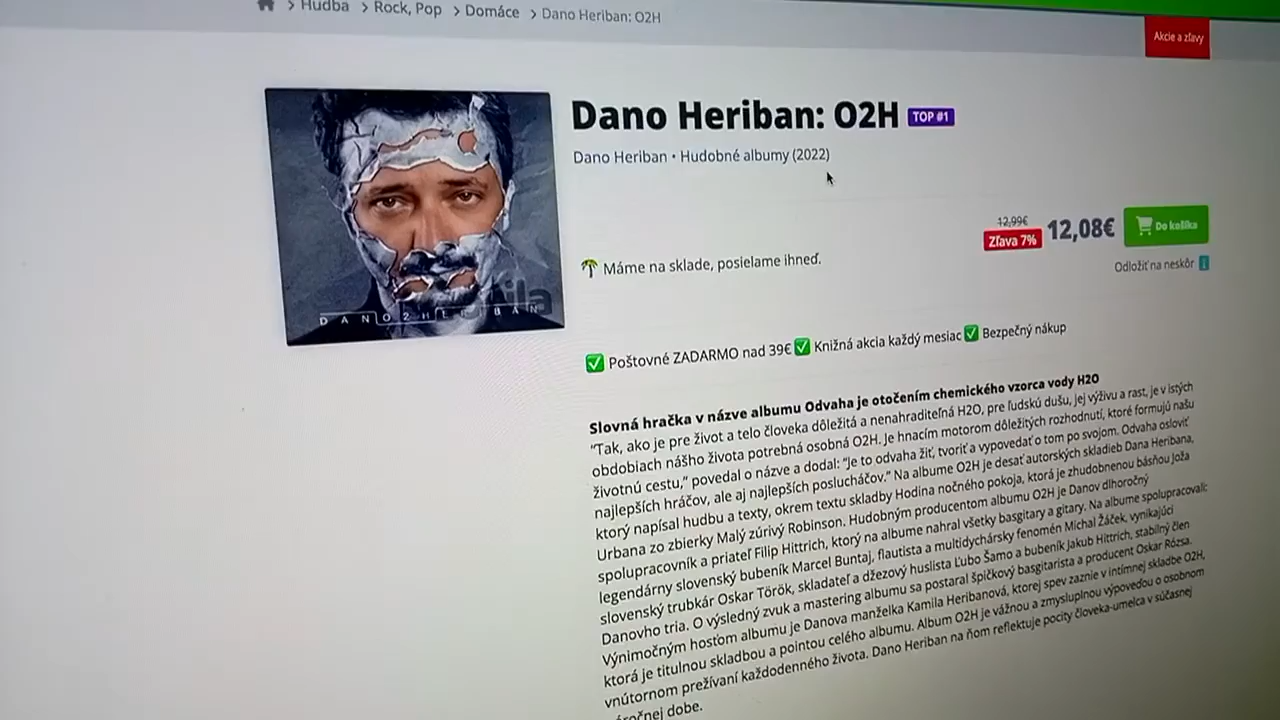 > Hudba > Rock, Pop > Domáce > Dano Heriban: O2H
Akcie a zľavy
Dano Heriban: O2H TOP #1
Dano Heriban • Hudobné albumy (2022)
12,99€
Zľava 7% 12,08€ Do košíka
Máme na sklade, posielame ihneď.
Odložiť na neskôr i
DANO2HERIBAN
Poštovné ZADARMO nad 39€ Knižná akcia každý mesiac Bezpečný nákup
Slovná hračka v názve albumu Odvaha je otočením chemického vzorca vody H2O
“Tak, ako je pre život a telo človeka dôležitá a nenahraditeľná H2O, pre ľudskú dušu, jej výživu a rast, je v istých
obdobiach nášho života potrebná osobná O2H. Je hnacím motorom dôležitých rozhodnutí, ktoré formujú našu
životnú cestu,” povedal o názve a dodal: “Je to odvaha žiť, tvoriť a vypovedať o tom po svojom. Odvaha osloviť
najlepších hráčov, ale aj najlepších poslucháčov.” Na albume O2H je desať autorských skladieb Dana Heribana,
ktorý napísal hudbu a texty, okrem textu skladby Hodina nočného pokoja, ktorá je zhudobnenou básňou Joža
Urbana zo zbierky Malý zúrivý Robinson. Hudobným producentom albumu O2H je Danov dlhoročný
spolupracovník a priateľ Filip Hittrich, ktorý na albume nahral všetky basgitary a gitary. Na albume spolupracovali:
legendárny slovenský bubeník Marcel Buntaj, flautista a multidychársky fenomén Michal Žáček, vynikajúci
slovenský trubkár Oskar Török, skladateľ a džezový huslista Ľubo Šamo a bubeník Jakub Hittrich, stabilný člen
Danovho tria. O výsledný zvuk a mastering albumu sa postaral špičkový basgitarista a producent Oskar Rózsa.
Výnimočným hosťom albumu je Danova manželka Kamila Heribanová, ktorej spev zaznie v intímnej skladbe O2H,
ktorá je titulnou skladbou a pointou celého albumu. Album O2H je vážnou a zmysluplnou výpoveďou o osobnom
vnútornom prežívaní každodenného života. Dano Heriban na ňom reflektuje pocity človeka-umelca v súčasnej
náročnej dobe.